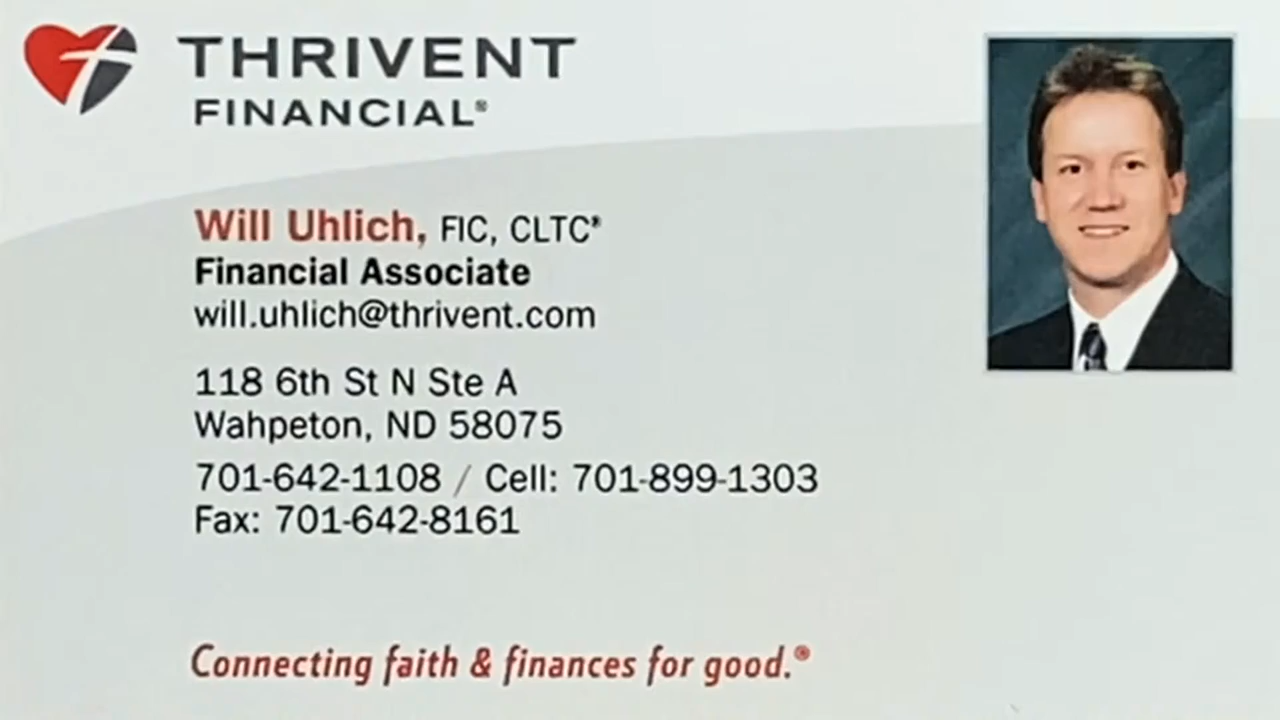 THRIVENT
FINANCIAL®
Will Uhlich, FIC, CLTC®
Financial Associate
will.uhlich@thrivent.com
118 6th St N Ste A
Wahpeton, ND 58075
701-642-1108 / Cell: 701-899-1303
Fax: 701-642-8161
Connecting faith & finances for good.®